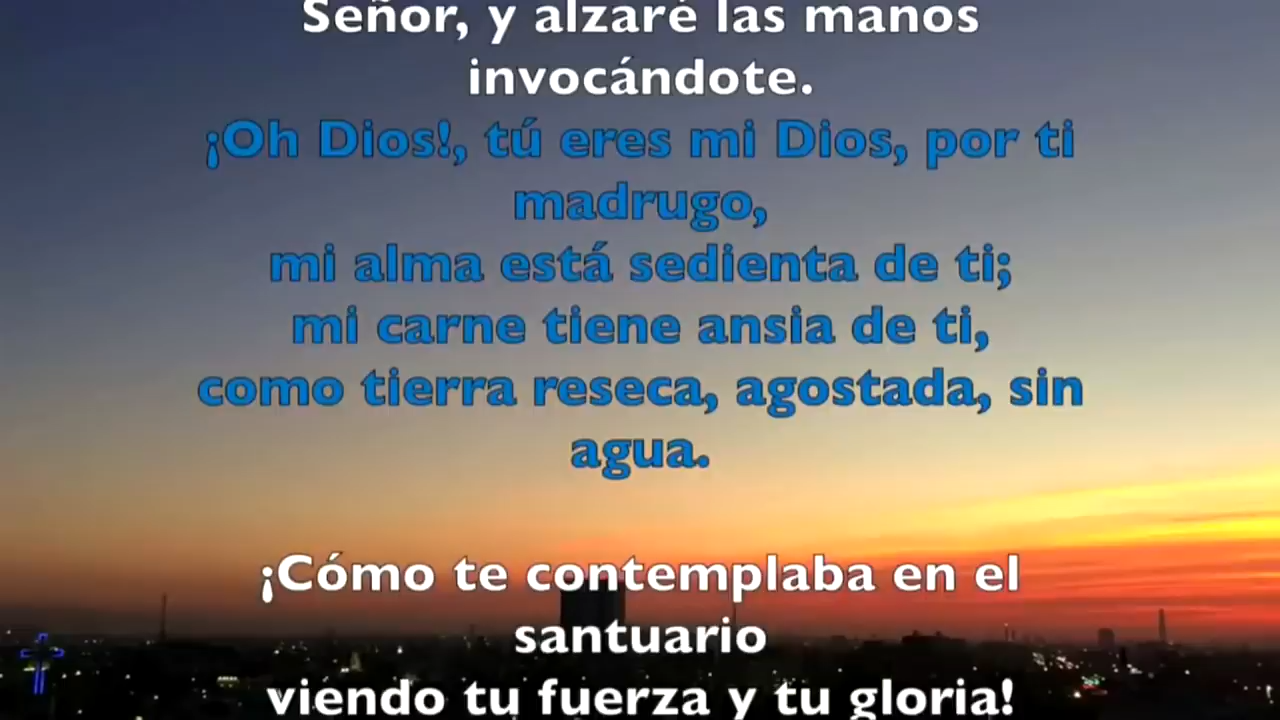 Señor, y alzaré las manos
invocándote.
¡Oh Dios!, tú eres mi Dios, por ti
madrugo,
mi alma está sedienta de ti;
mi carne tiene ansia de ti,
como tierra reseca, agostada, sin
agua.
¡Cómo te contemplaba en el
santuario
viendo tu fuerza y tu gloria!